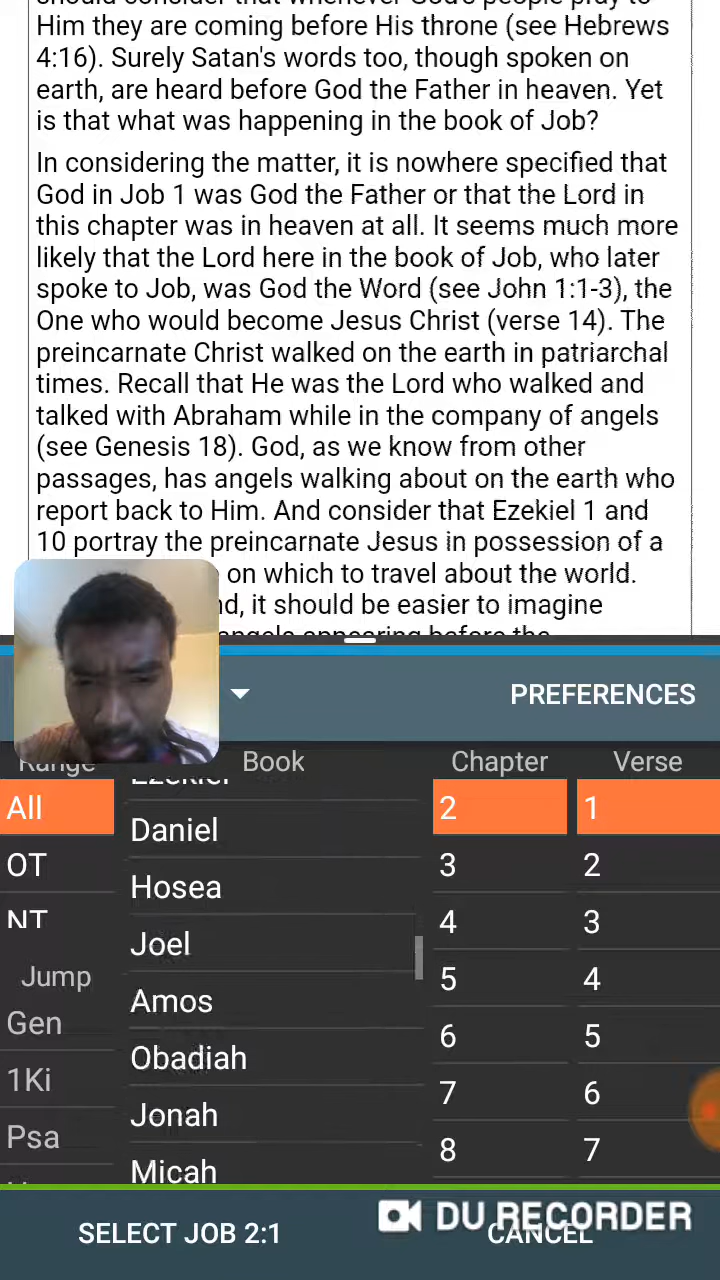 Him they are coming before His throne (see Hebrews
4:16). Surely Satan's words too, though spoken on
earth, are heard before God the Father in heaven. Yet
is that what was happening in the book of Job?
In considering the matter, it is nowhere specified that
God in Job 1 was God the Father or that the Lord in
this chapter was in heaven at all. It seems much more
likely that the Lord here in the book of Job, who later
spoke to Job, was God the Word (see John 1:1-3), the
One who would become Jesus Christ (verse 14). The
preincarnate Christ walked on the earth in patriarchal
times. Recall that He was the Lord who walked and
talked with Abraham while in the company of angels
(see Genesis 18). God, as we know from other
passages, has angels walking about on the earth who
report back to Him. And consider that Ezekiel 1 and
10 portray the preincarnate Jesus in possession of a
on which to travel about the world.
it should be easier to imagine
angels appearing before the
PREFERENCES
Range Book Chapter Verse
Ezekiel
All Daniel 2 1
OT Hosea 3 2
NT Joel 4 3
Jump Amos 5 4
Gen Obadiah 6 5
1Ki Jonah 7 6
Psa Micah 8 7
DU RECORDER
SELECT JOB 2:1 CANCEL